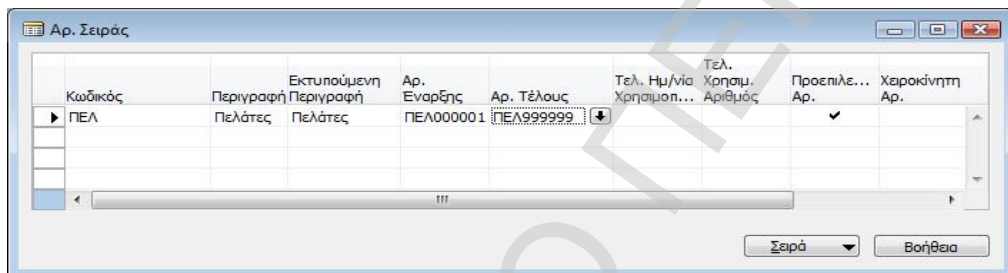 Αρ. Σειράς
Κωδικός Περιγραφή Εκτυπούμενη Περιγραφή Αρ. Έναρξης Αρ. Τέλους Τελ. Ημ/νία Χρησιμοπ... Τελ. Χρησιμ. Αριθμός Προεπιλε... Αρ. Χειροκίνητη Αρ.
ΠΕΛ Πελάτες Πελάτες ΠΕΛ000001 ΠΕΛ999999
Σειρά Βοήθεια